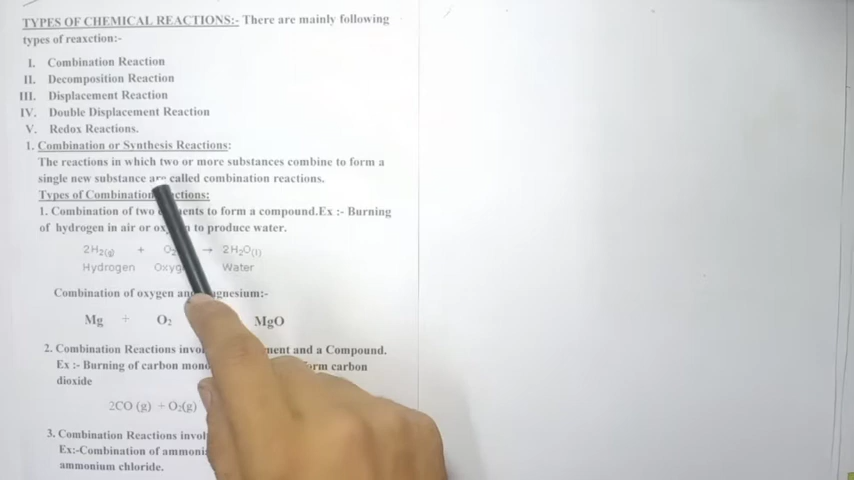 TYPES OF CHEMICAL REACTIONS:- There are mainly following
types of reaxction:-
I. Combination Reaction
II. Decomposition Reaction
III. Displacement Reaction
IV. Double Displacement Reaction
V. Redox Reactions.
1. Combination or Synthesis Reactions:
The reactions in which two or more substances combine to form a
single new substance are called combination reactions.
Types of Combination
1. Combination of two to form a compound.Ex :- Burning
of hydrogen in air or to produce water.
2H2(g) + O2 → 2H2O(l)
Hydrogen Water
Combination of oxygen
Mg + O2 MgO
2. Combination Reactions and a Compound.
Ex :- Burning of carbon carbon
dioxide
2CO (g) + O2(g)
3. Combination Reactions
Ex:-Combination of
ammonium chloride.